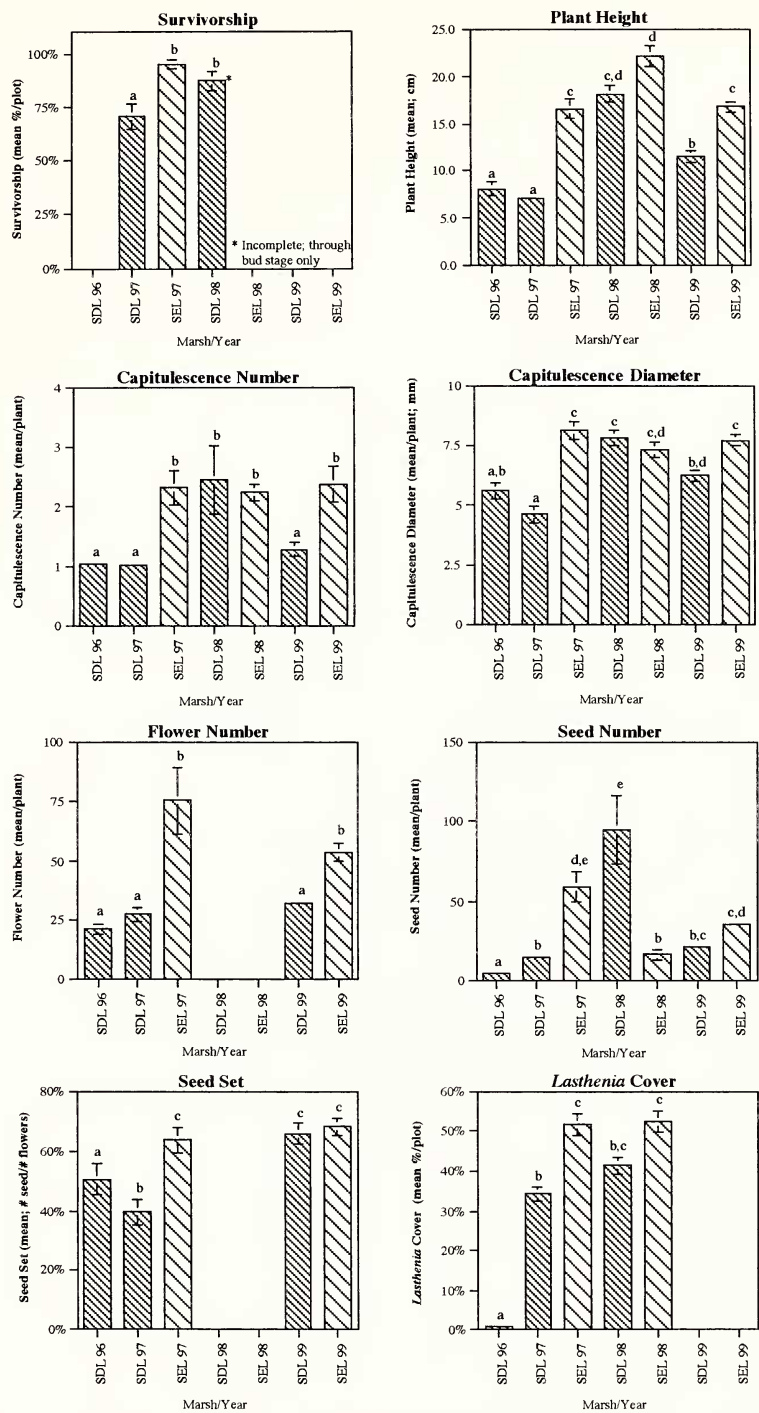 Survivorship
Survivorship (mean %/plot)
100%
75%
50%
25%
0%
a
b
b
*
* Incomplete; through
bud stage only
SDL 96
SDL 97
SEL 97
SDL 98
SEL 98
SDL 99
SEL 99
Marsh/Year
Plant Height
Plant Height (mean; cm)
25.0
20.0
15.0
10.0
5.0
0.0
a
a
c
c,d
d
b
c
SDL 96
SDL 97
SEL 97
SDL 98
SEL 98
SDL 99
SEL 99
Marsh/Year
Capitulescence Number
Capitulescence Number (mean/plant)
4
3
2
1
0
a
a
b
b
b
a
b
SDL 96
SDL 97
SEL 97
SDL 98
SEL 98
SDL 99
SEL 99
Marsh/Year
Capitulescence Diameter
Capitulescence Diameter (mean/plant; mm)
10
7.5
5
2.5
0
a,b
a
c
c
c,d
b,d
c
SDL 96
SDL 97
SEL 97
SDL 98
SEL 98
SDL 99
SEL 99
Marsh/Year
Flower Number
Flower Number (mean/plant)
100
75
50
25
0
a
a
b
a
b
SDL 96
SDL 97
SEL 97
SDL 98
SEL 98
SDL 99
SEL 99
Marsh/Year
Seed Number
Seed Number (mean/plant)
150
100
50
0
a
b
d,e
e
b
b,c
c,d
SDL 96
SDL 97
SEL 97
SDL 98
SEL 98
SDL 99
SEL 99
Marsh/Year
Seed Set
Seed Set (mean; # seed/# flowers)
80%
60%
40%
20%
0%
a
b
c
c
c
SDL 96
SDL 97
SEL 97
SDL 98
SEL 98
SDL 99
SEL 99
Marsh/Year
Lasthenia Cover
Lasthenia Cover (mean %/plot)
60%
50%
40%
30%
20%
10%
0%
a
b
c
b,c
c
SDL 96
SDL 97
SEL 97
SDL 98
SEL 98
SDL 99
SEL 99
Marsh/Year